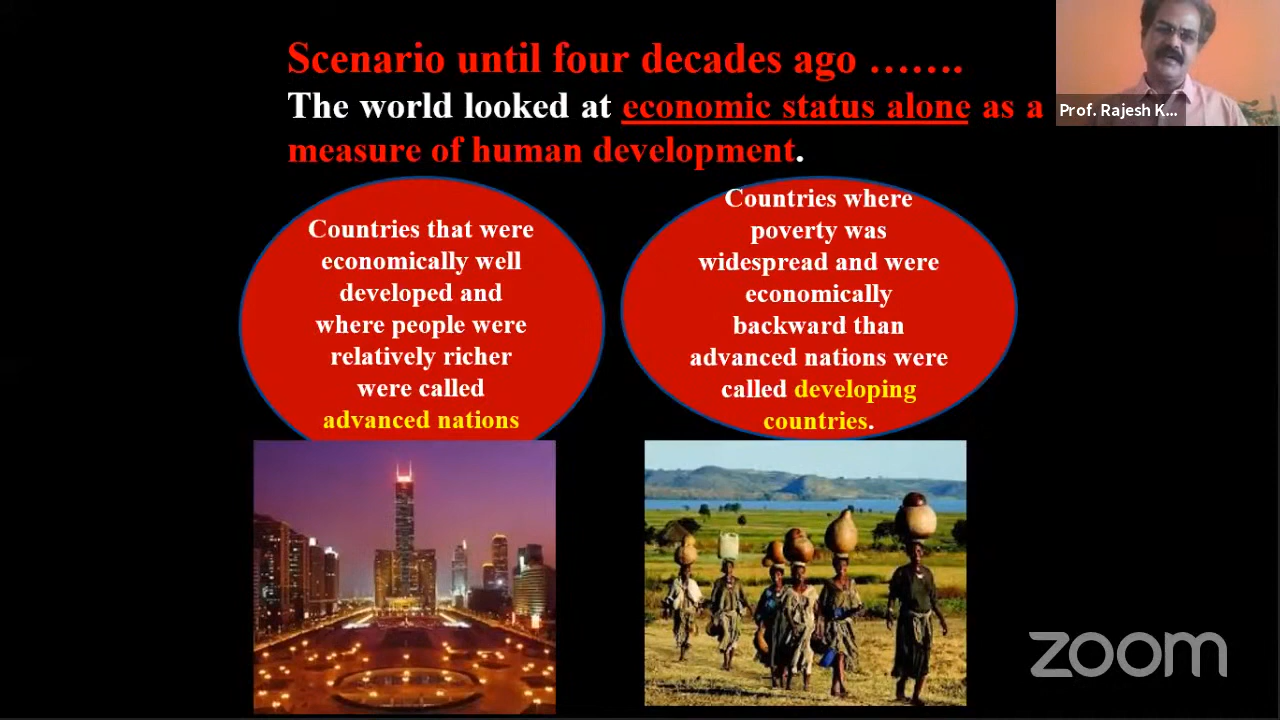 Scenario until four decades ago …….
The world looked at economic status alone as a
measure of human development.
Prof. Rajesh K...
Countries that were
economically well
developed and
where people were
relatively richer
were called
advanced nations
Countries where
poverty was
widespread and were
economically
backward than
advanced nations were
called developing
countries.
zoom